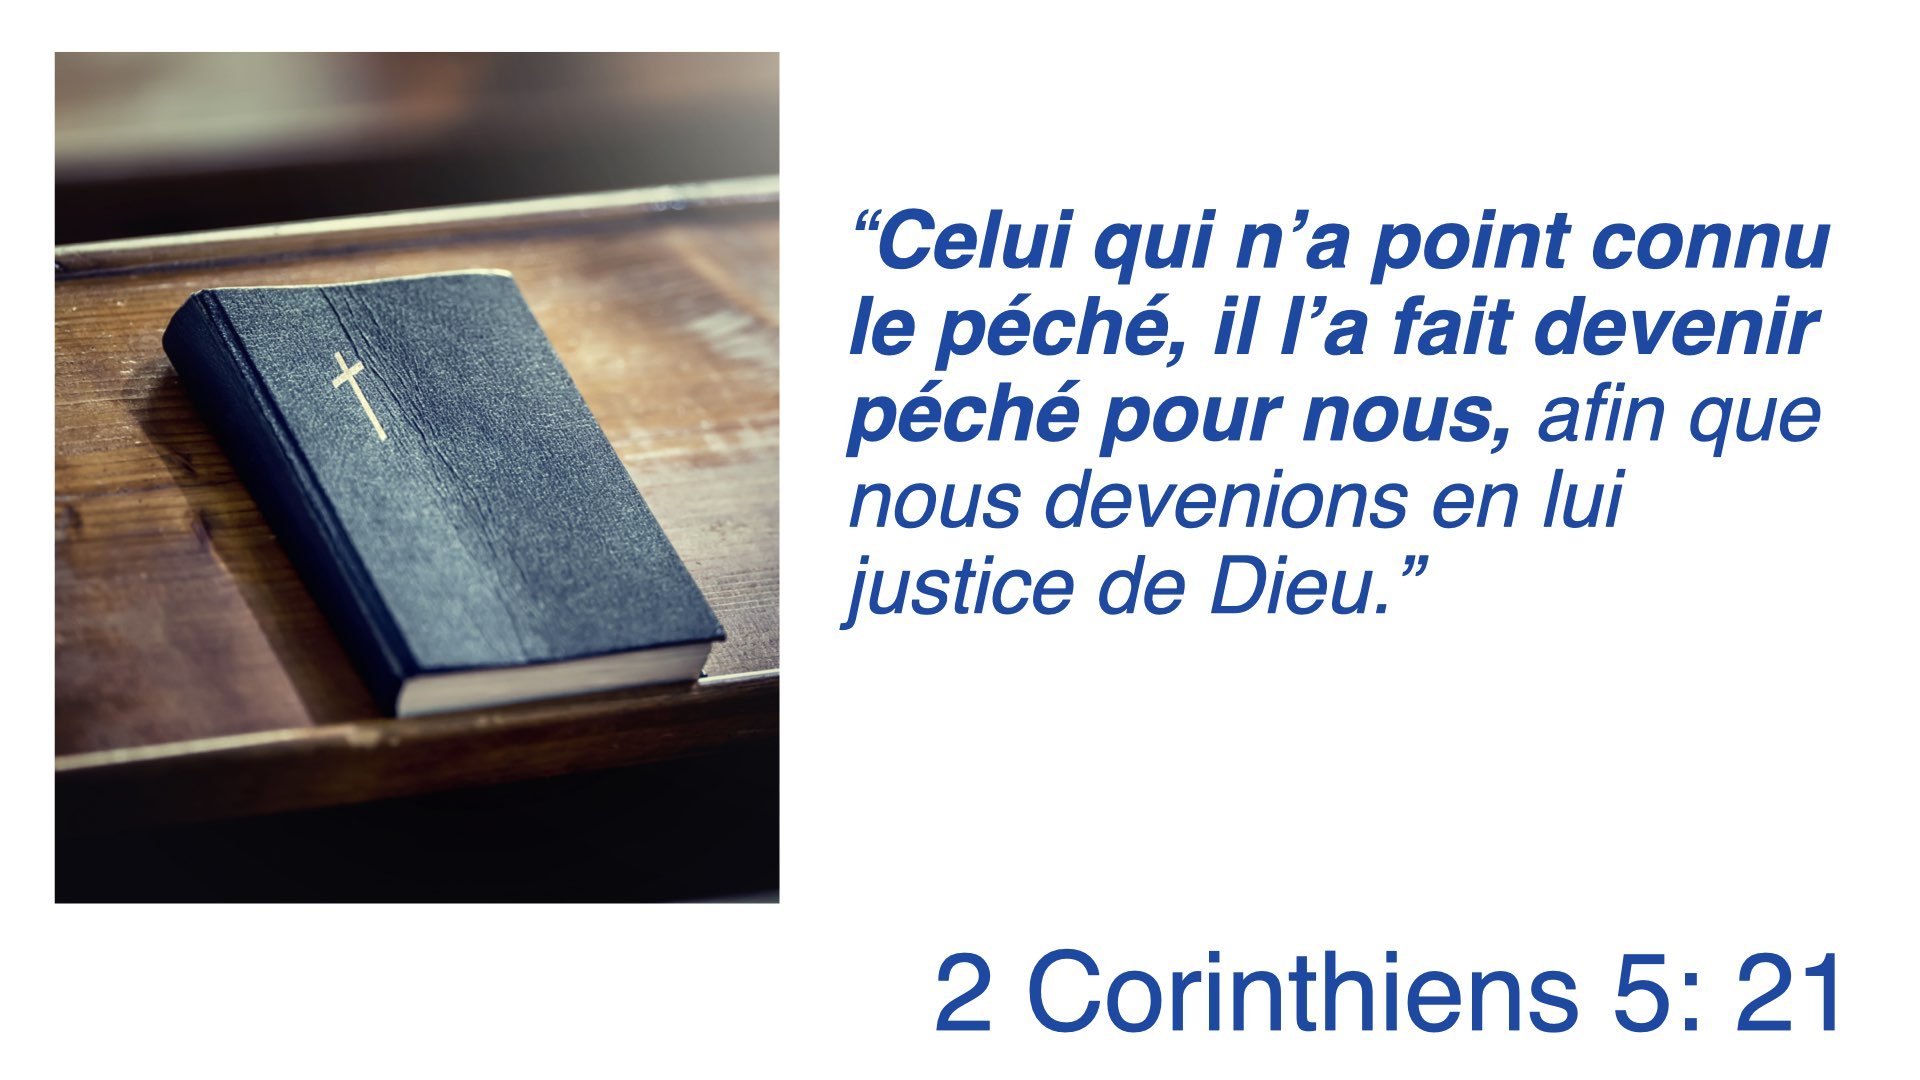 “Celui qui n’a point connu
le péché, il l’a fait devenir
péché pour nous, afin que
nous devenions en lui
justice de Dieu.”
2 Corinthiens 5: 21